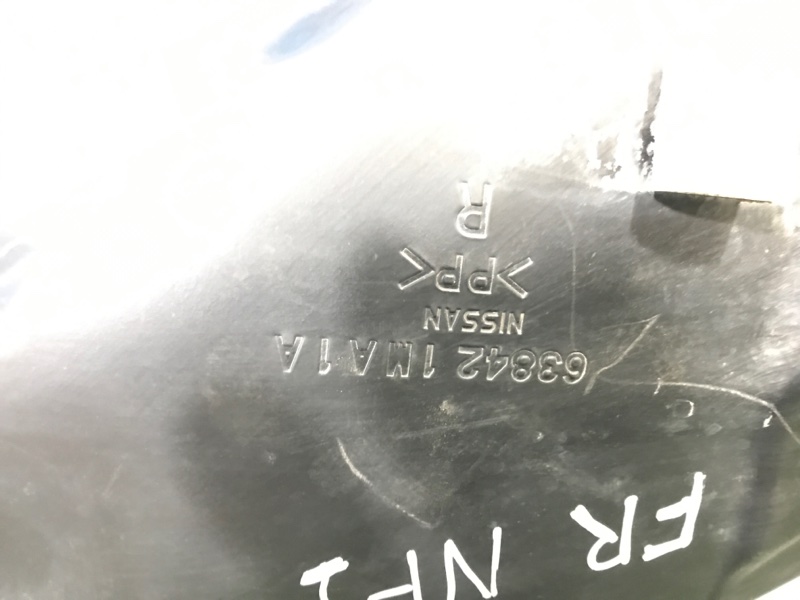 63842 1MA1A
NISSAN
>PP<
R
FR